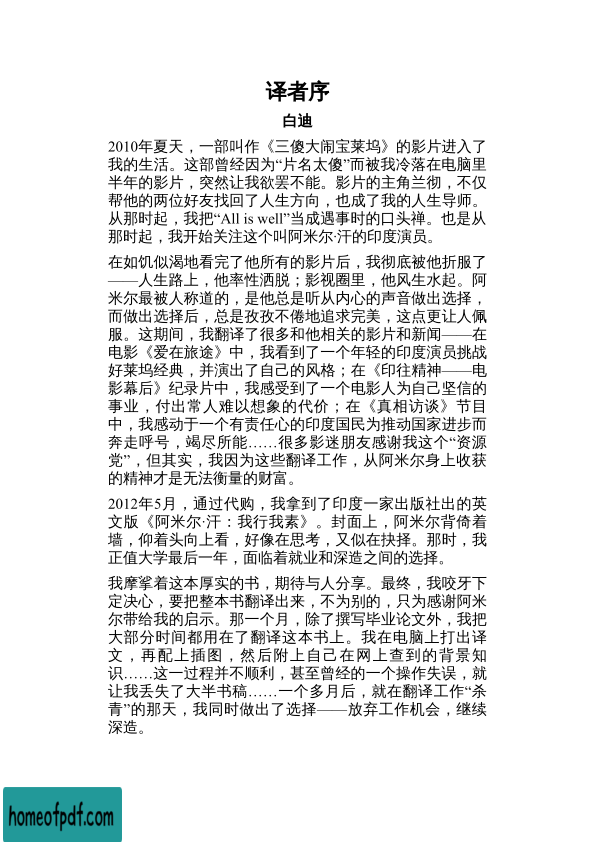 译者序
白迪
2010年夏天，一部叫作《三傻大闹宝莱坞》的影片进入了
我的生活。这部曾经因为“片名太傻”而被我冷落在电脑里
半年的影片，突然让我欲罢不能。影片的主角兰彻，不仅
帮他的两位好友找回了人生方向，也成了我的人生导师。
从那时起，我把“All is well”当成遇事时的口头禅。也是从
那时起，我开始关注这个叫阿米尔·汗的印度演员。
在如饥似渴地看完了他所有的影片后，我彻底被他折服了
——人生路上，他率性洒脱；影视圈里，他风生水起。阿
米尔最被人称道的，是他总是听从内心的声音做出选择，
而做出选择后，总是孜孜不倦地追求完美，这点更让人佩
服。这期间，我翻译了很多和他相关的影片和新闻——在
电影《爱在旅途》中，我看到了一个年轻的印度演员挑战
好莱坞经典，并演出了自己的风格；在《印往精神——电
影幕后》纪录片中，我感受到了一个电影人为自己坚信的
事业，付出常人难以想象的代价；在《真相访谈》节目
中，我感动于一个有责任心的印度国民为推动国家进步而
奔走呼号，竭尽所能……很多影迷朋友感谢我这个“资源
党”，但其实，我因为这些翻译工作，从阿米尔身上收获
的精神才是无法衡量的财富。
2012年5月，通过代购，我拿到了印度一家出版社出的英
文版《阿米尔·汗：我行我素》。封面上，阿米尔背倚着
墙，仰着头向上看，好像在思考，又似在抉择。那时，我
正值大学最后一年，面临着就业和深造之间的选择。
我摩挲着这本厚实的书，期待与人分享。最终，我咬牙下
定决心，要把整本书翻译出来，不为别的，只为感谢阿米
尔带给我的启示。那一个月，除了撰写毕业论文外，我把
大部分时间都用在了翻译这本书上。我在电脑上打出译
文，再配上插图，然后附上自己在网上查到的背景知
识……这一过程并不顺利，甚至曾经的一个操作失误，就
让我丢失了大半书稿……一个多月后，就在翻译工作“杀
青”的那天，我同时做出了选择——放弃工作机会，继续
深造。
homeofpdf.com